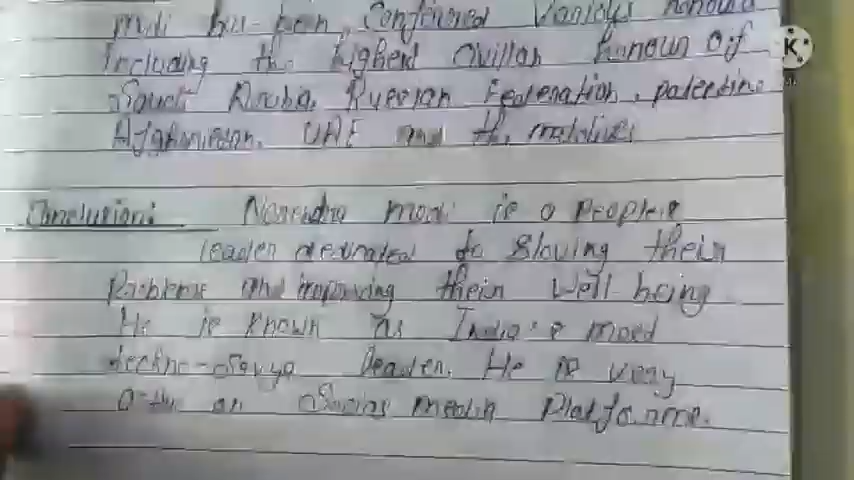 modi has been Conferred Various honours
Including the highest civilian honour of
Saudi Arabia, Russian Federation, palestine
Afghanistan, UAE and the maldives
Conclusion: Narendra modi is a People's
leader dedicated to Sloving their
Problems and improving their Well-being
He is known as India's most
techno-Savvy leader. He is very
on Social media Platforms.
K